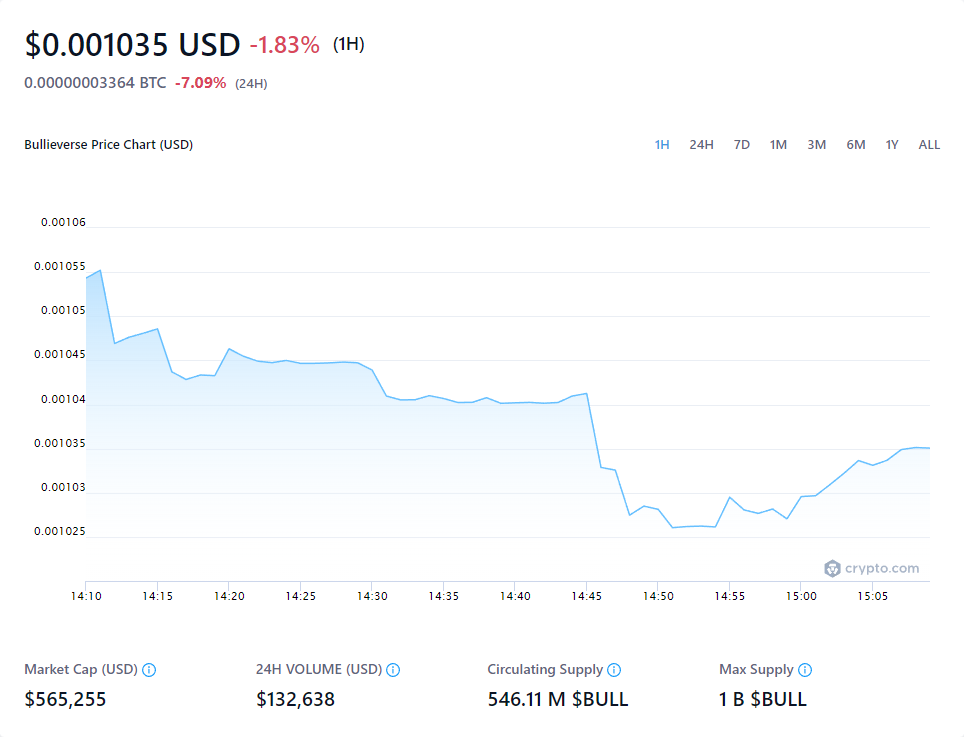 $0.001035 USD -1.83% (1H)
0.00000003364 BTC -7.09% (24H)
Bullieverse Price Chart (USD) 1H 24H 7D 1M 3M 6M 1Y ALL
0.00106
0.001055
0.00105
0.001045
0.00104
0.001035
0.00103
0.001025
crypto.com
14:10 14:15 14:20 14:25 14:30 14:35 14:40 14:45 14:50 14:55 15:00 15:05
Market Cap (USD) 24H VOLUME (USD) Circulating Supply Max Supply
$565,255 $132,638 546.11 M $BULL 1 B $BULL